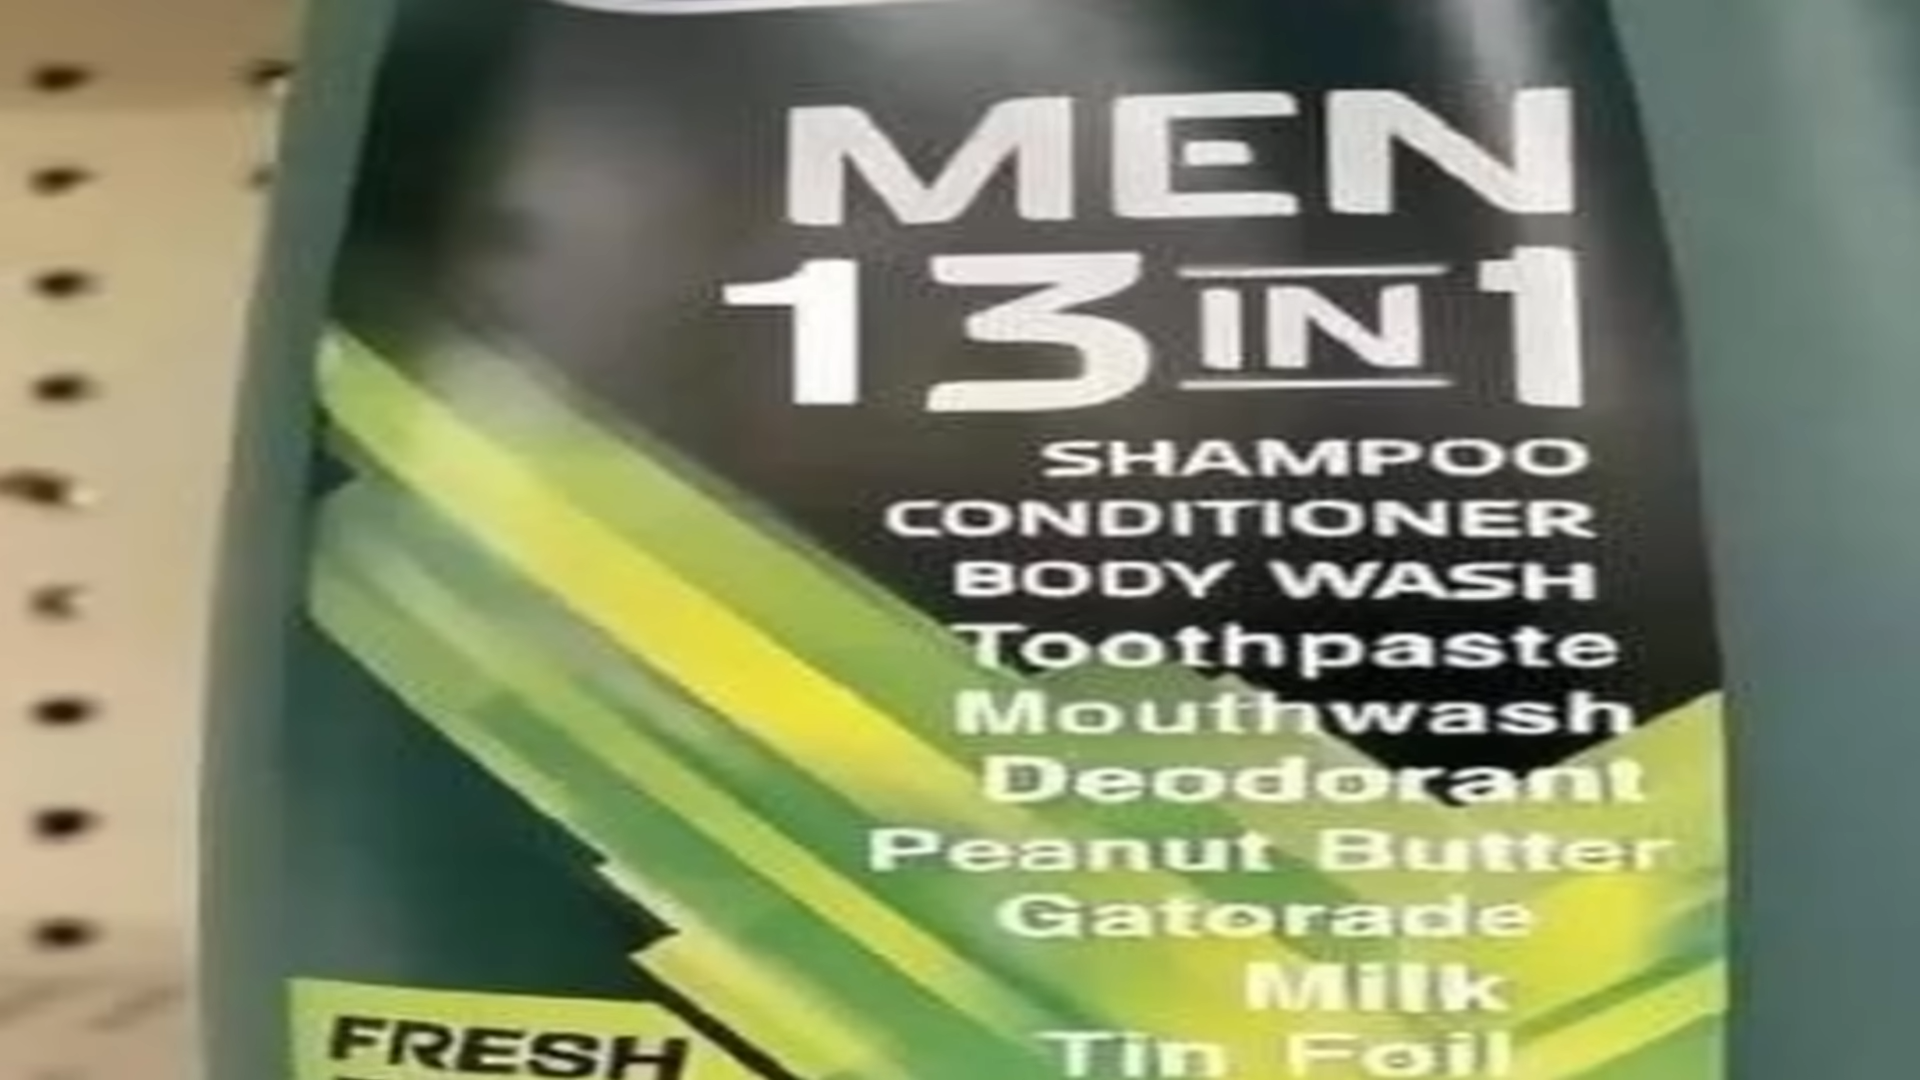 MEN
13 IN 1
SHAMPOO
CONDITIONER
BODY WASH
Toothpaste
Mouthwash
Deodorant
Peanut Butter
Gatorade
Milk
Tin Foil
FRESH